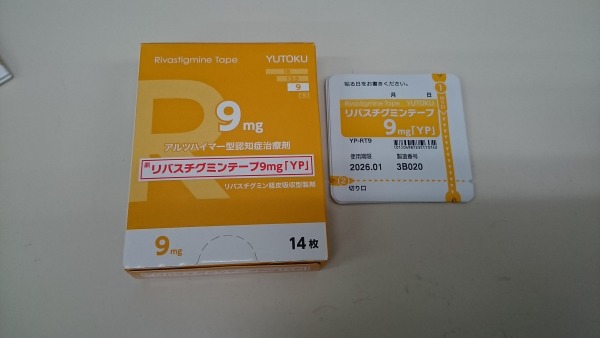 Rivastigmine Tape YUTOKU
9
R
9mg
アルツハイマー型認知症治療剤
リバスチグミンテープ9mg「YP」
リバスチグミン経皮吸収型製剤
9mg
14枚
貼る日をお書きください。
月 日
1
Rivastigmine Tape YUTOKU
リバスチグミンテープ
9mg「YP」
YP-RT9
使用期限 製造番号
2026.01 3B020
2 切り口